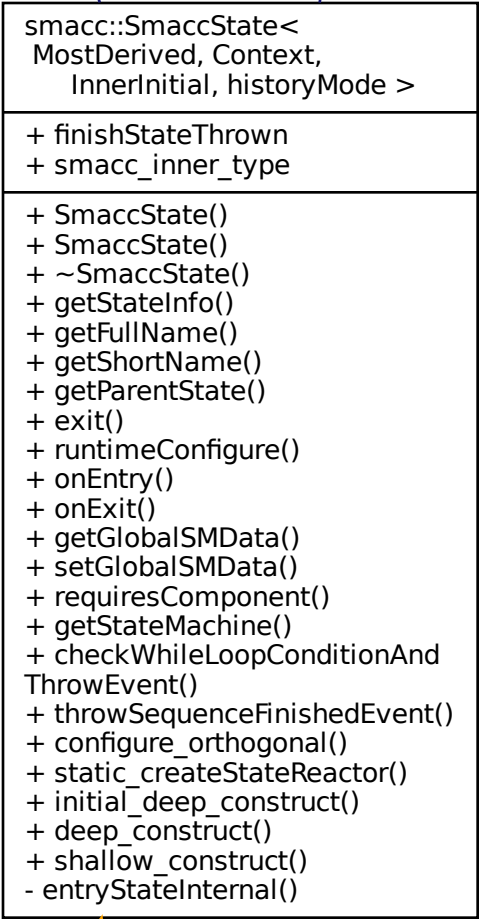 smacc::SmaccState<
MostDerived, Context,
InnerInitial, historyMode >
+ finishStateThrown
+ smacc_inner_type
+ SmaccState()
+ SmaccState()
+ ~SmaccState()
+ getStateInfo()
+ getFullName()
+ getShortName()
+ getParentState()
+ exit()
+ runtimeConfigure()
+ onEntry()
+ onExit()
+ getGlobalSMData()
+ setGlobalSMData()
+ requiresComponent()
+ getStateMachine()
+ checkWhileLoopConditionAnd
ThrowEvent()
+ throwSequenceFinishedEvent()
+ configure_orthogonal()
+ static_createStateReactor()
+ initial_deep_construct()
+ deep_construct()
+ shallow_construct()
- entryStateInternal()